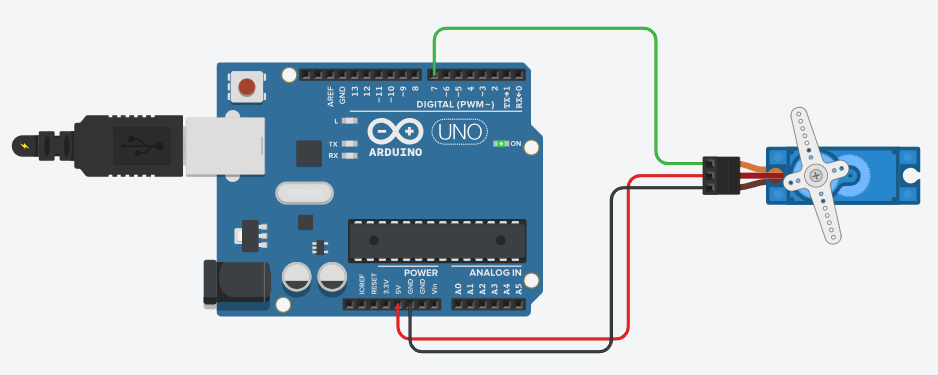 AREF
GND
13
12
~11
~10
~9
8
7
~6
~5
4
~3
2
TX→1
RX←0
DIGITAL (PWM~)
L
TX
RX
UNO
ON
ARDUINO
POWER
ANALOG IN
IOREF
RESET
3.3V
5V
GND
GND
Vin
A0
A1
A2
A3
A4
A5